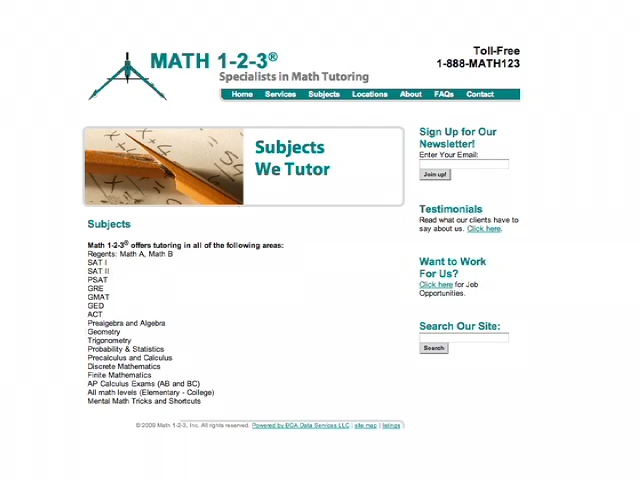 MATH 1-2-3®
Specialists in Math Tutoring
Toll-Free
1-888-MATH123
Home Services Subjects Locations About FAQs Contact
Subjects
We Tutor
Sign Up for Our
Newsletter!
Enter Your Email:
Join up!
Testimonials
Read what our clients have to
say about us. Click here.
Want to Work
For Us?
Click here for Job
Opportunities.
Search Our Site:
Search
Subjects
Math 1-2-3® offers tutoring in all of the following areas:
Regents: Math A, Math B
SAT I
SAT II
PSAT
GRE
GMAT
GED
ACT
Prealgebra and Algebra
Geometry
Trigonometry
Probability & Statistics
Precalculus and Calculus
Discrete Mathematics
Finite Mathematics
AP Calculus Exams (AB and BC)
All math levels (Elementary - College)
Mental Math Tricks and Shortcuts
© 2009 Math 1-2-3, Inc. All rights reserved. Powered by BCA Data Services LLC | site map | listings